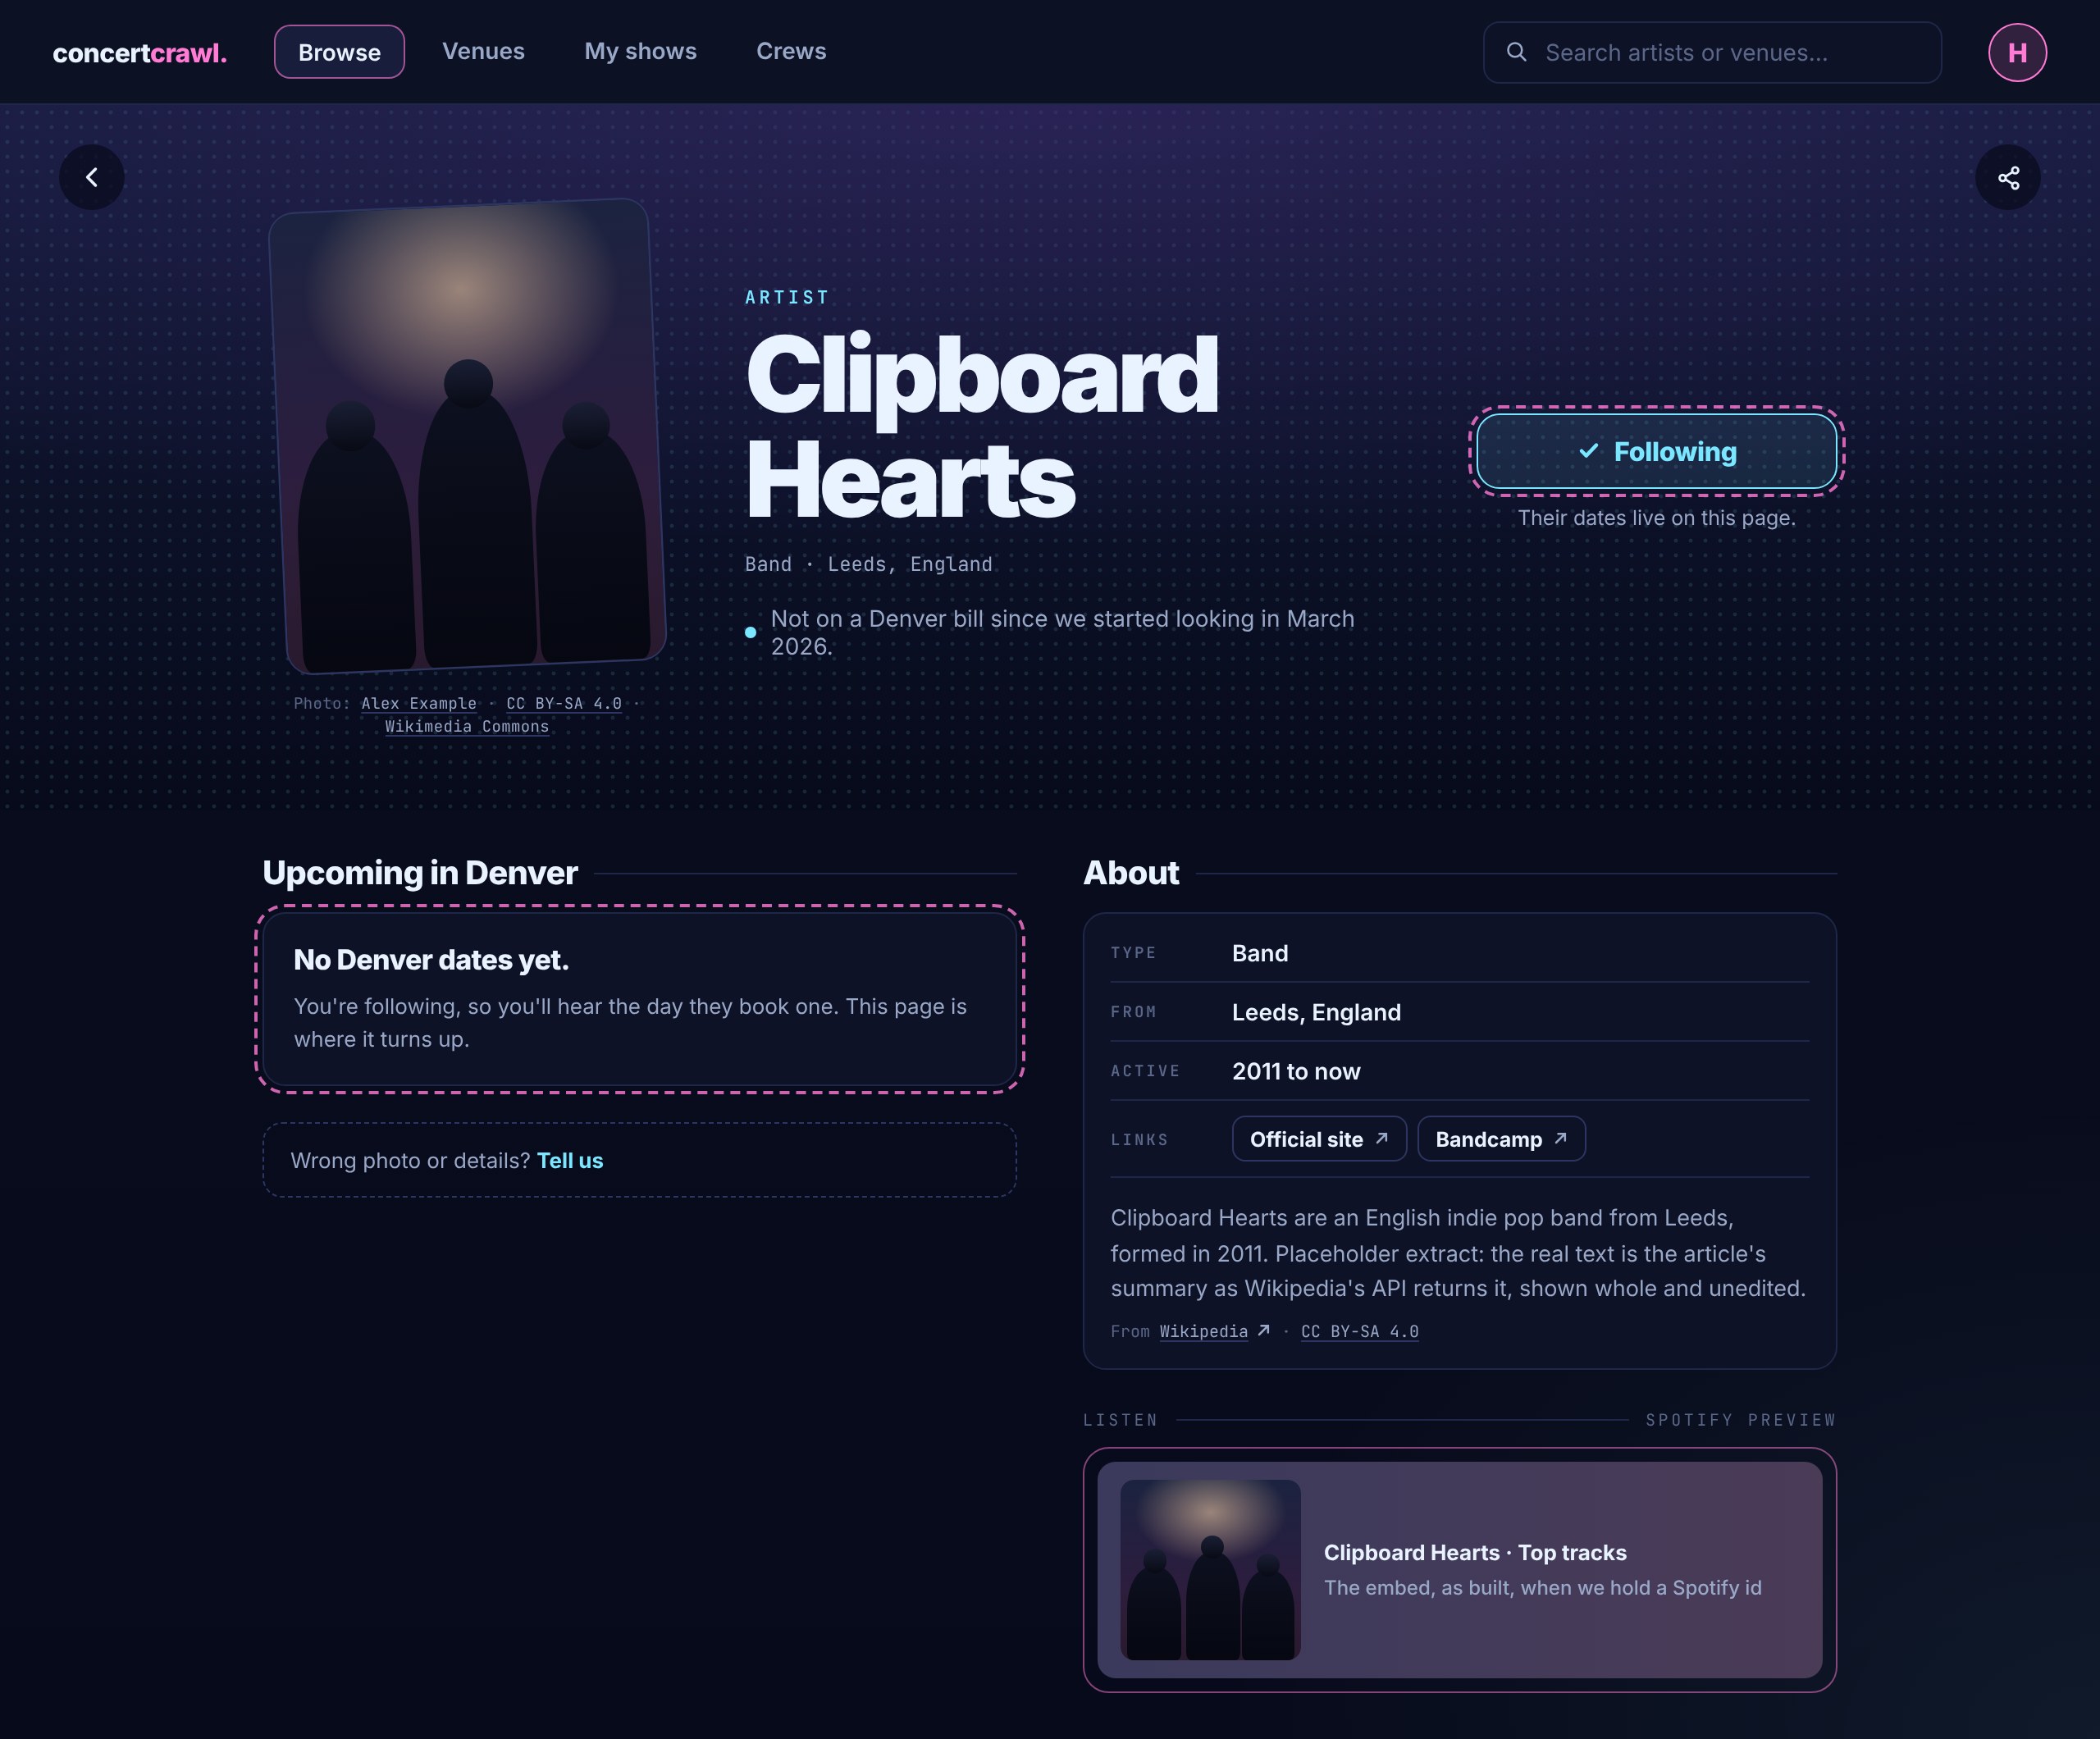 concertcrawl.
Browse
Venues
My shows
Crews
Search artists or venues...
H
ARTIST
Clipboard
Hearts
Band · Leeds, England
Not on a Denver bill since we started looking in March
2026.
✓ Following
Their dates live on this page.
Photo: Alex Example · CC BY-SA 4.0 ·
Wikimedia Commons
Upcoming in Denver
No Denver dates yet.
You're following, so you'll hear the day they book one. This page is
where it turns up.
Wrong photo or details? Tell us
About
TYPE Band
FROM Leeds, England
ACTIVE 2011 to now
LINKS Official site ↗ Bandcamp ↗
Clipboard Hearts are an English indie pop band from Leeds,
formed in 2011. Placeholder extract: the real text is the article's
summary as Wikipedia's API returns it, shown whole and unedited.
From Wikipedia ↗ · CC BY-SA 4.0
LISTEN
SPOTIFY PREVIEW
Clipboard Hearts · Top tracks
The embed, as built, when we hold a Spotify id